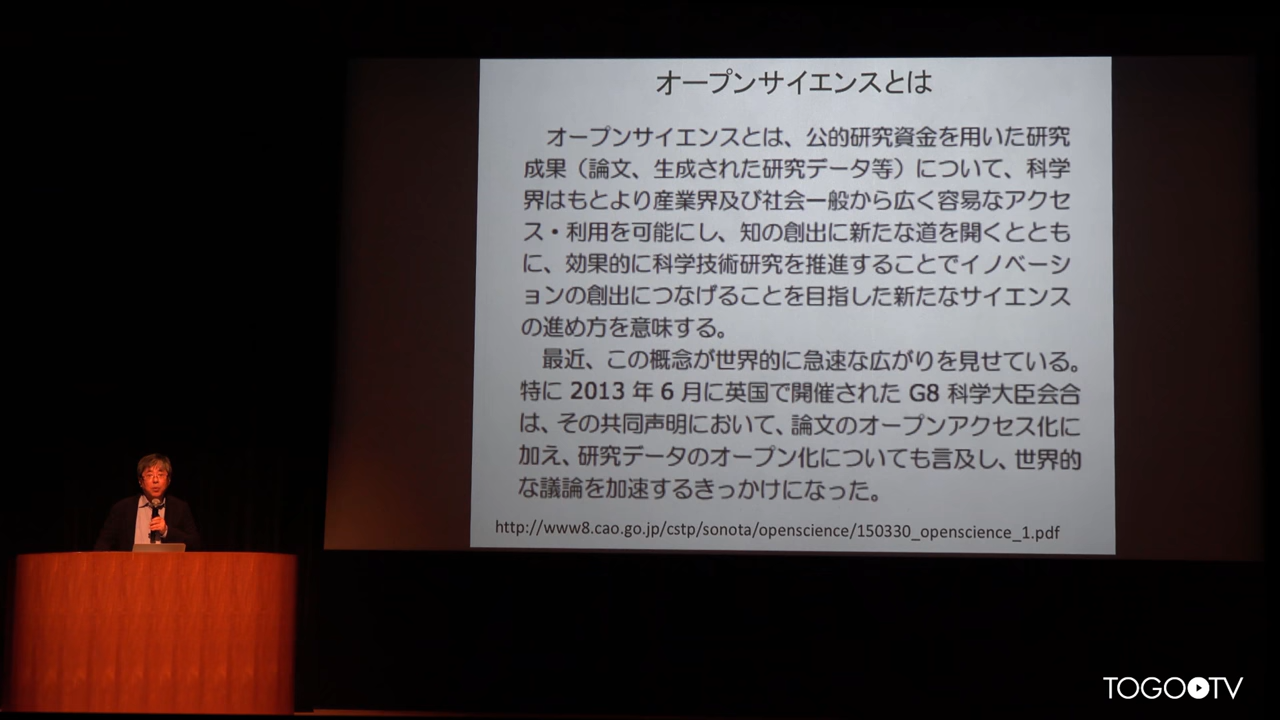 オープンサイエンスとは
オープンサイエンスとは、公的研究資金を用いた研究
成果（論文、生成された研究データ等）について、科学
界はもとより産業界及び社会一般から広く容易なアクセ
ス・利用を可能にし、知の創出に新たな道を開くととも
に、効果的に科学技術研究を推進することでイノベーシ
ョンの創出につなげることを目指した新たなサイエンス
の進め方を意味する。
最近、この概念が世界的に急速な広がりを見せている。
特に 2013 年 6 月に英国で開催された G8 科学大臣会合
は、その共同声明において、論文のオープンアクセス化に
加え、研究データのオープン化についても言及し、世界的
な議論を加速するきっかけになった。
http://www8.cao.go.jp/cstp/sonota/openscience/150330_openscience_1.pdf
TOGO TV